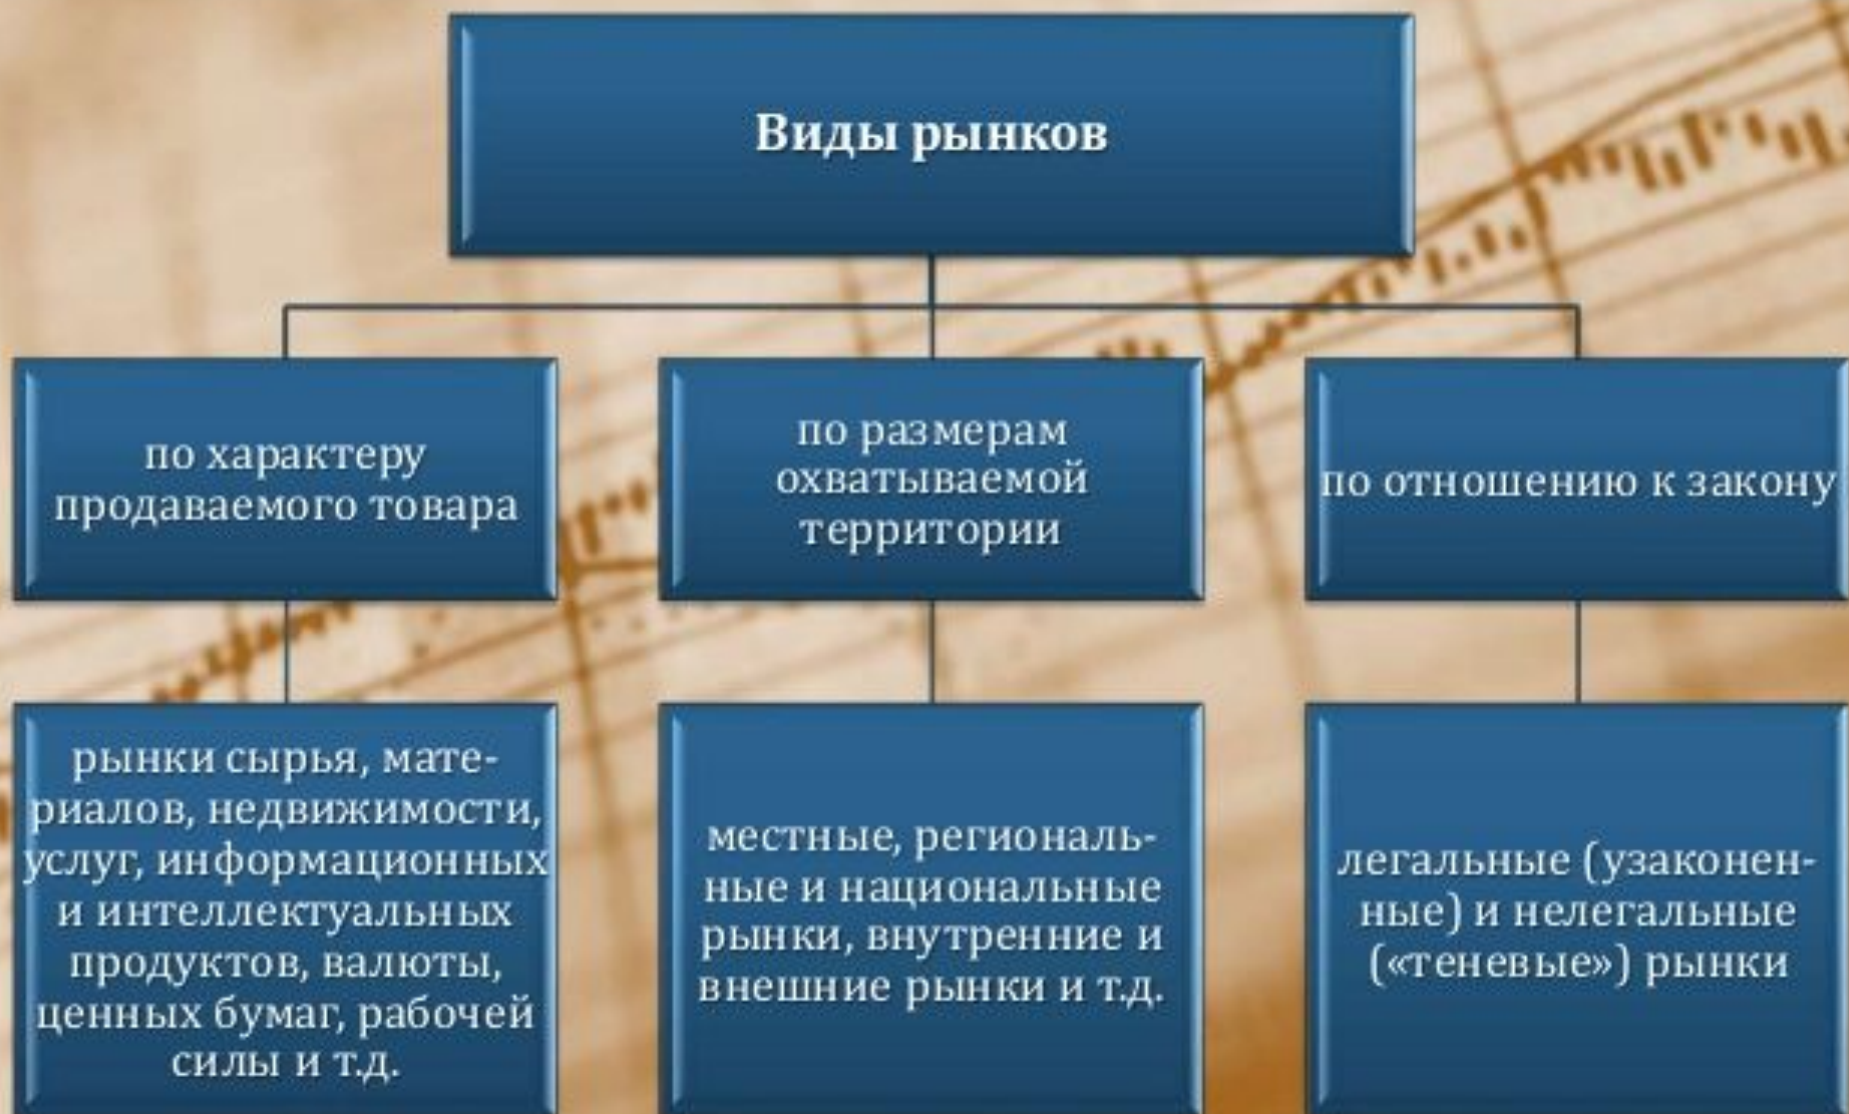 Виды рынков
по характеру
продаваемого товара
по размерам
охватываемой
территории
по отношению к закону
рынки сырья, мате-
риалов, недвижимости,
услуг, информационных
и интеллектуальных
продуктов, валюты,
ценных бумаг, рабочей
силы и т.д.
местные, региональ-
ные и национальные
рынки, внутренние и
внешние рынки и т.д.
легальные (узаконен-
ные) и нелегальные
(«теневые») рынки